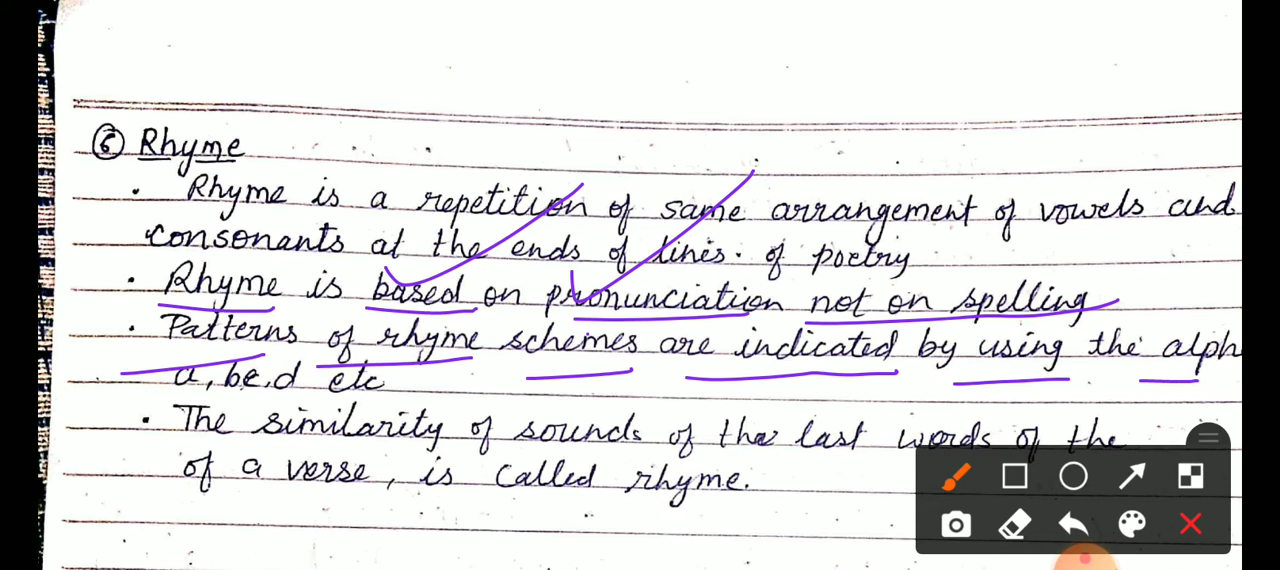 6 Rhyme
• Rhyme is a repetition of same arrangement of vowels and
consonants at the ends of lines. of poetry
• Rhyme is based on pronunciation not on spelling
• Patterns of rhyme schemes are indicated by using the alph
a, bc, d etc
• The similarity of sounds of the last words of the
of a verse, is called rhyme.